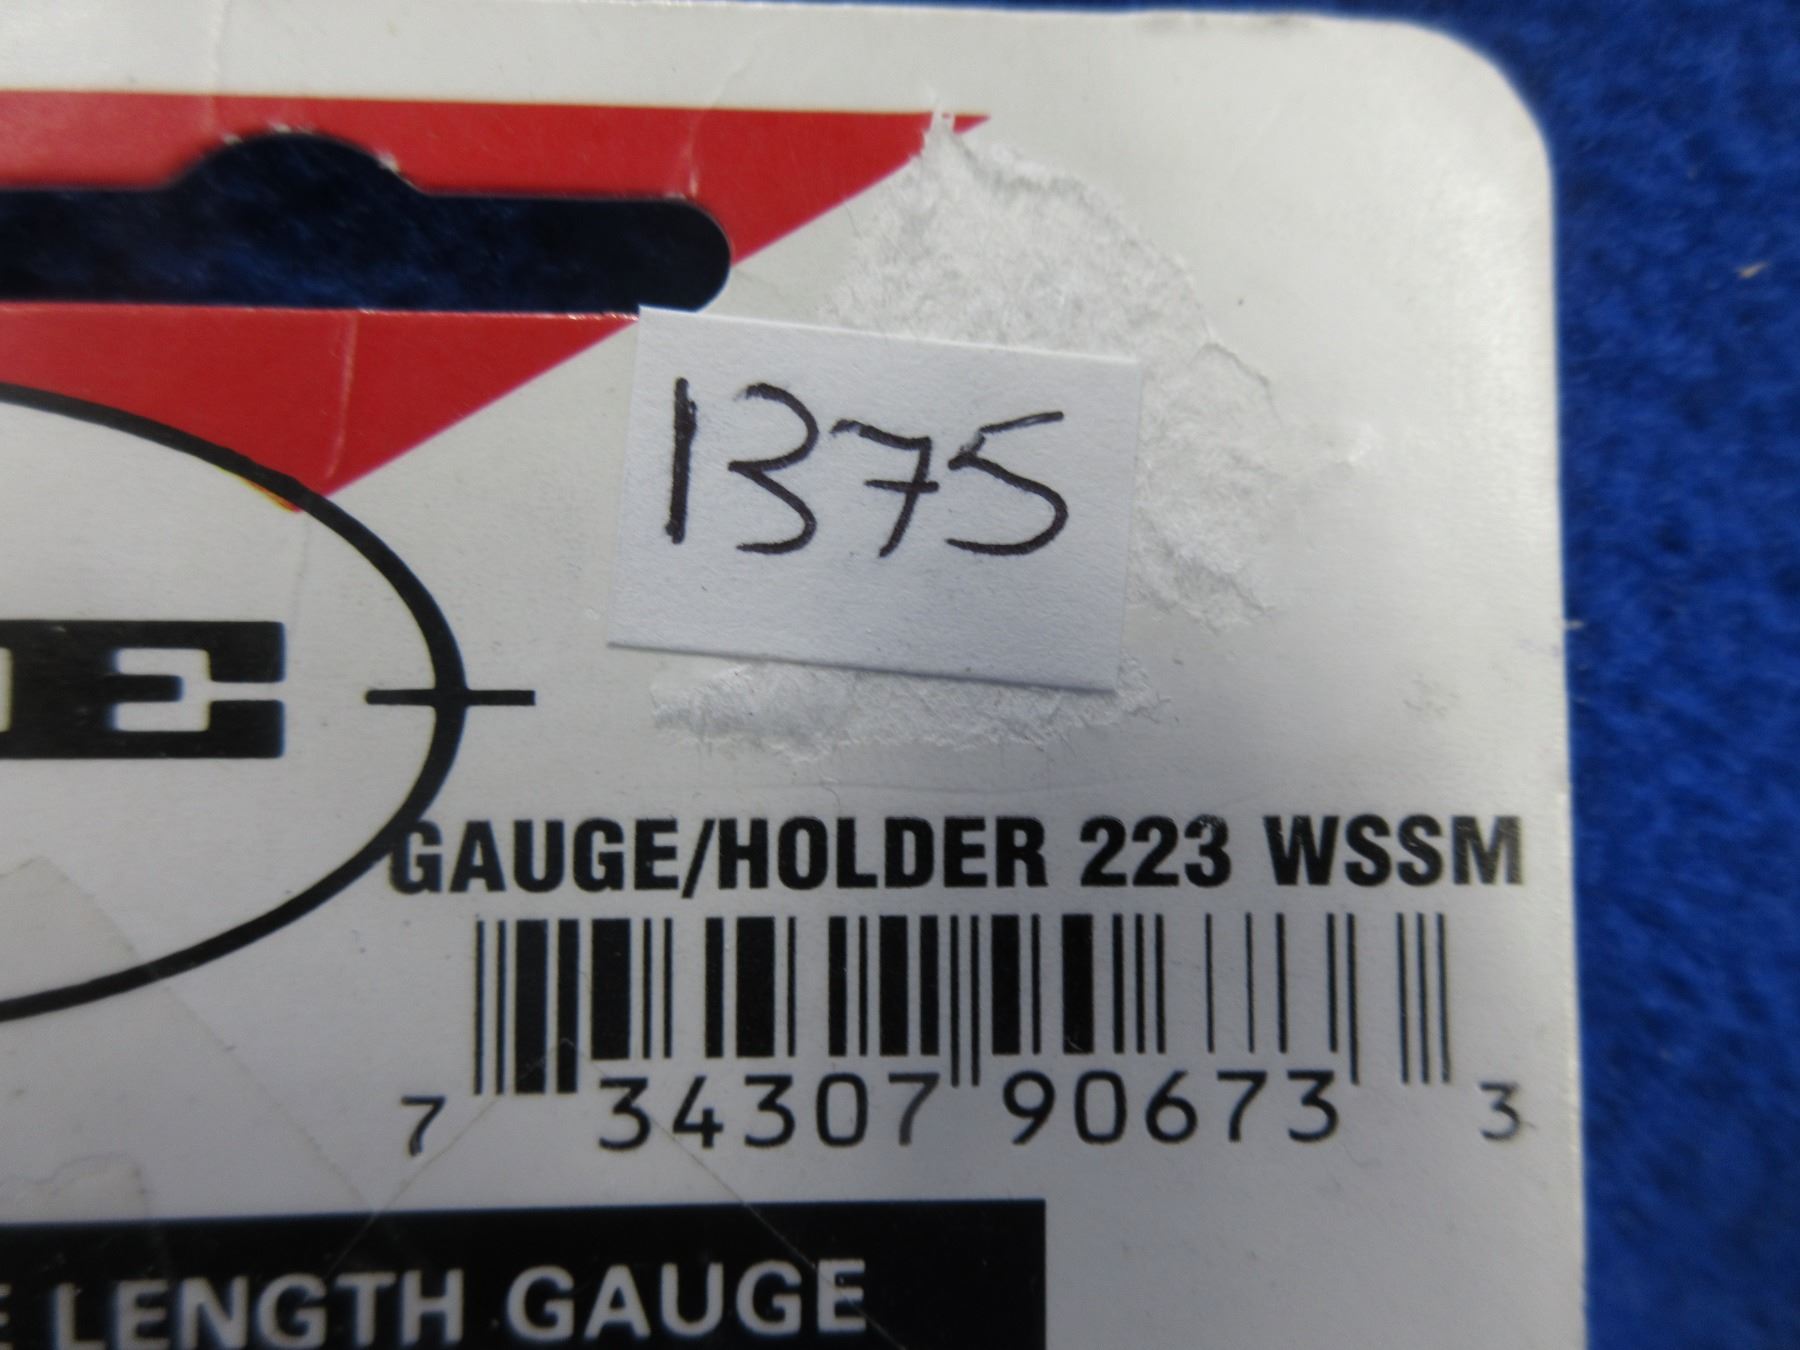 1375
E
GAUGE/HOLDER 223 WSSM
7 34307 90673 3
E LENGTH GAUGE